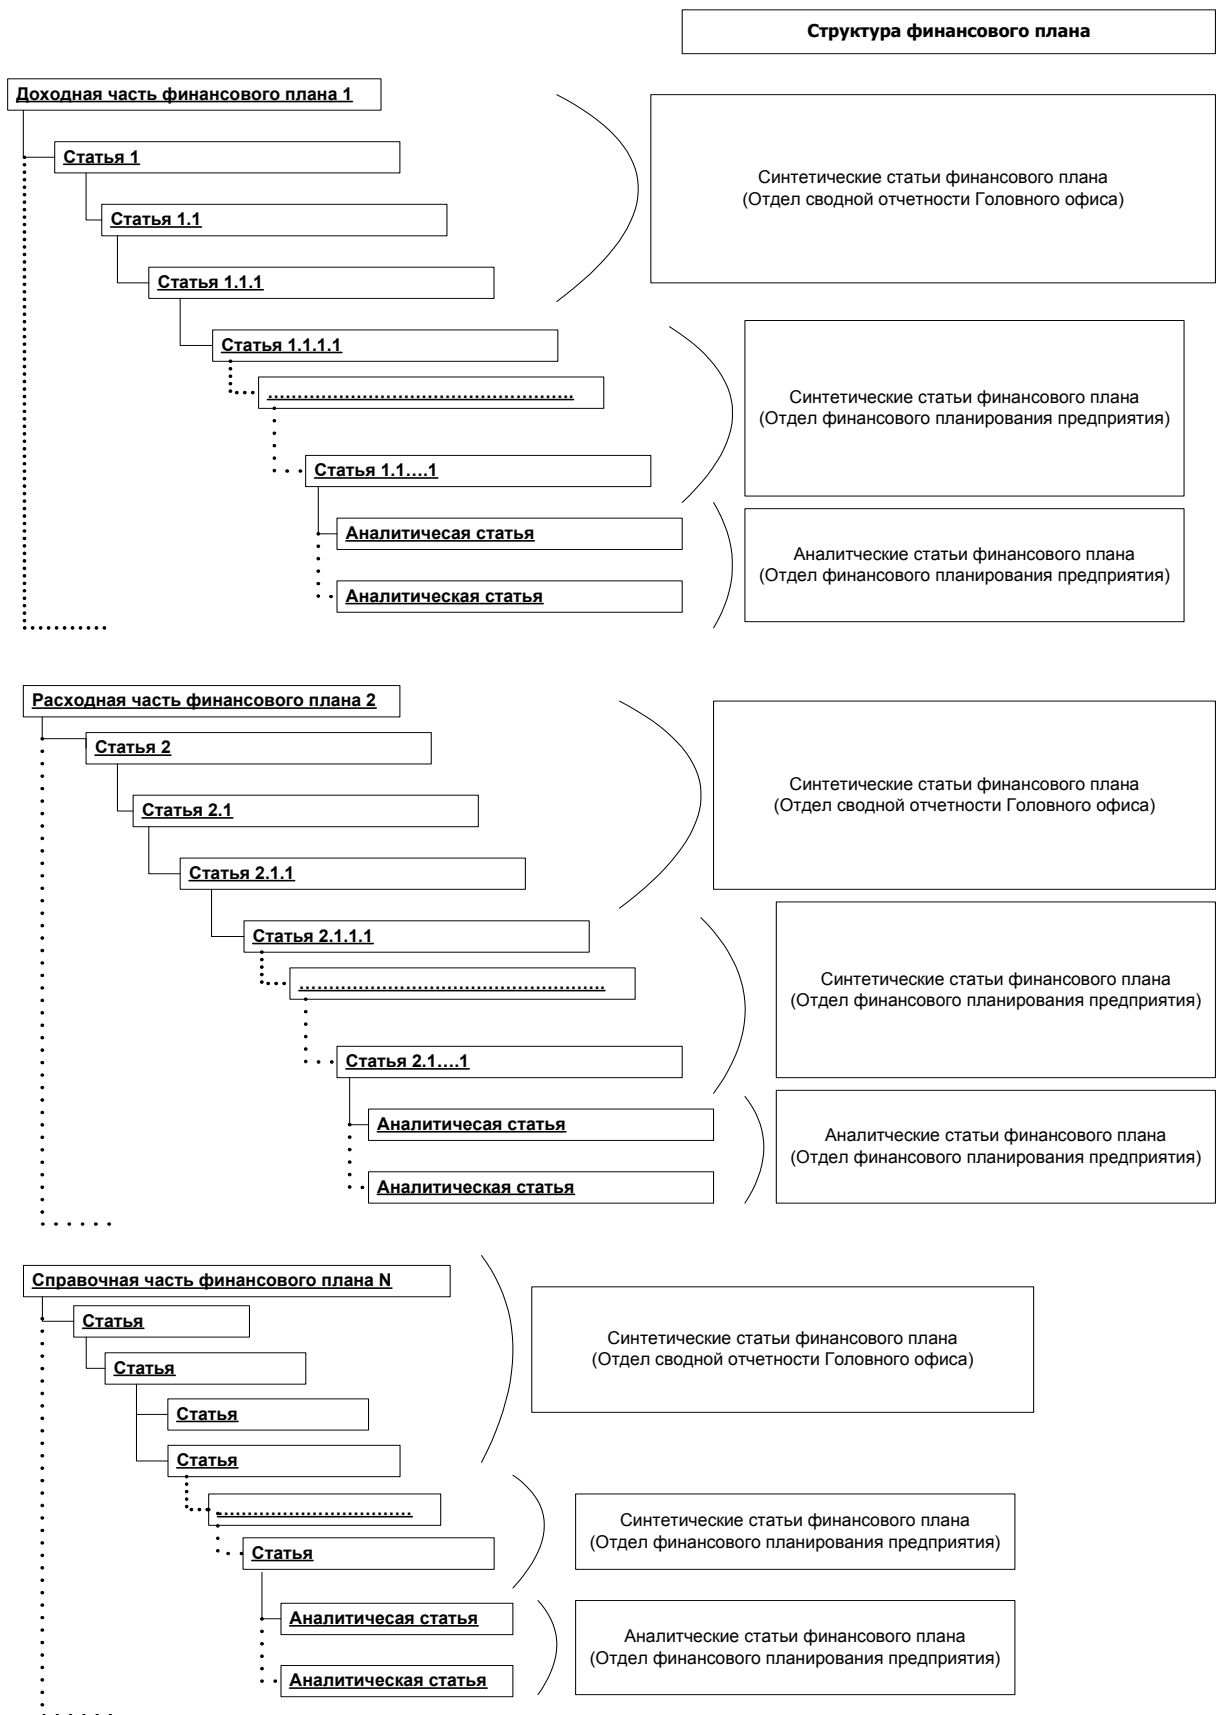 Структура финансового плана
Доходная часть финансового плана 1
Статья 1
Статья 1.1
Статья 1.1.1
Статья 1.1.1.1
....................................................
Статья 1.1….1
Аналитичесая статья
Аналитическая статья
Синтетические статьи финансового плана
(Отдел сводной отчетности Головного офиса)
Синтетические статьи финансового плана
(Отдел финансового планирования предприятия)
Аналитческие статьи финансового плана
(Отдел финансового планирования предприятия)
Расходная часть финансового плана 2
Статья 2
Статья 2.1
Статья 2.1.1
Статья 2.1.1.1
....................................................
Статья 2.1….1
Аналитичесая статья
Аналитическая статья
Синтетические статьи финансового плана
(Отдел сводной отчетности Головного офиса)
Синтетические статьи финансового плана
(Отдел финансового планирования предприятия)
Аналитческие статьи финансового плана
(Отдел финансового планирования предприятия)
Справочная часть финансового плана N
Статья
Статья
Статья
Статья
.................................
Статья
Аналитичесая статья
Аналитическая статья
Синтетические статьи финансового плана
(Отдел сводной отчетности Головного офиса)
Синтетические статьи финансового плана
(Отдел финансового планирования предприятия)
Аналитческие статьи финансового плана
(Отдел финансового планирования предприятия)